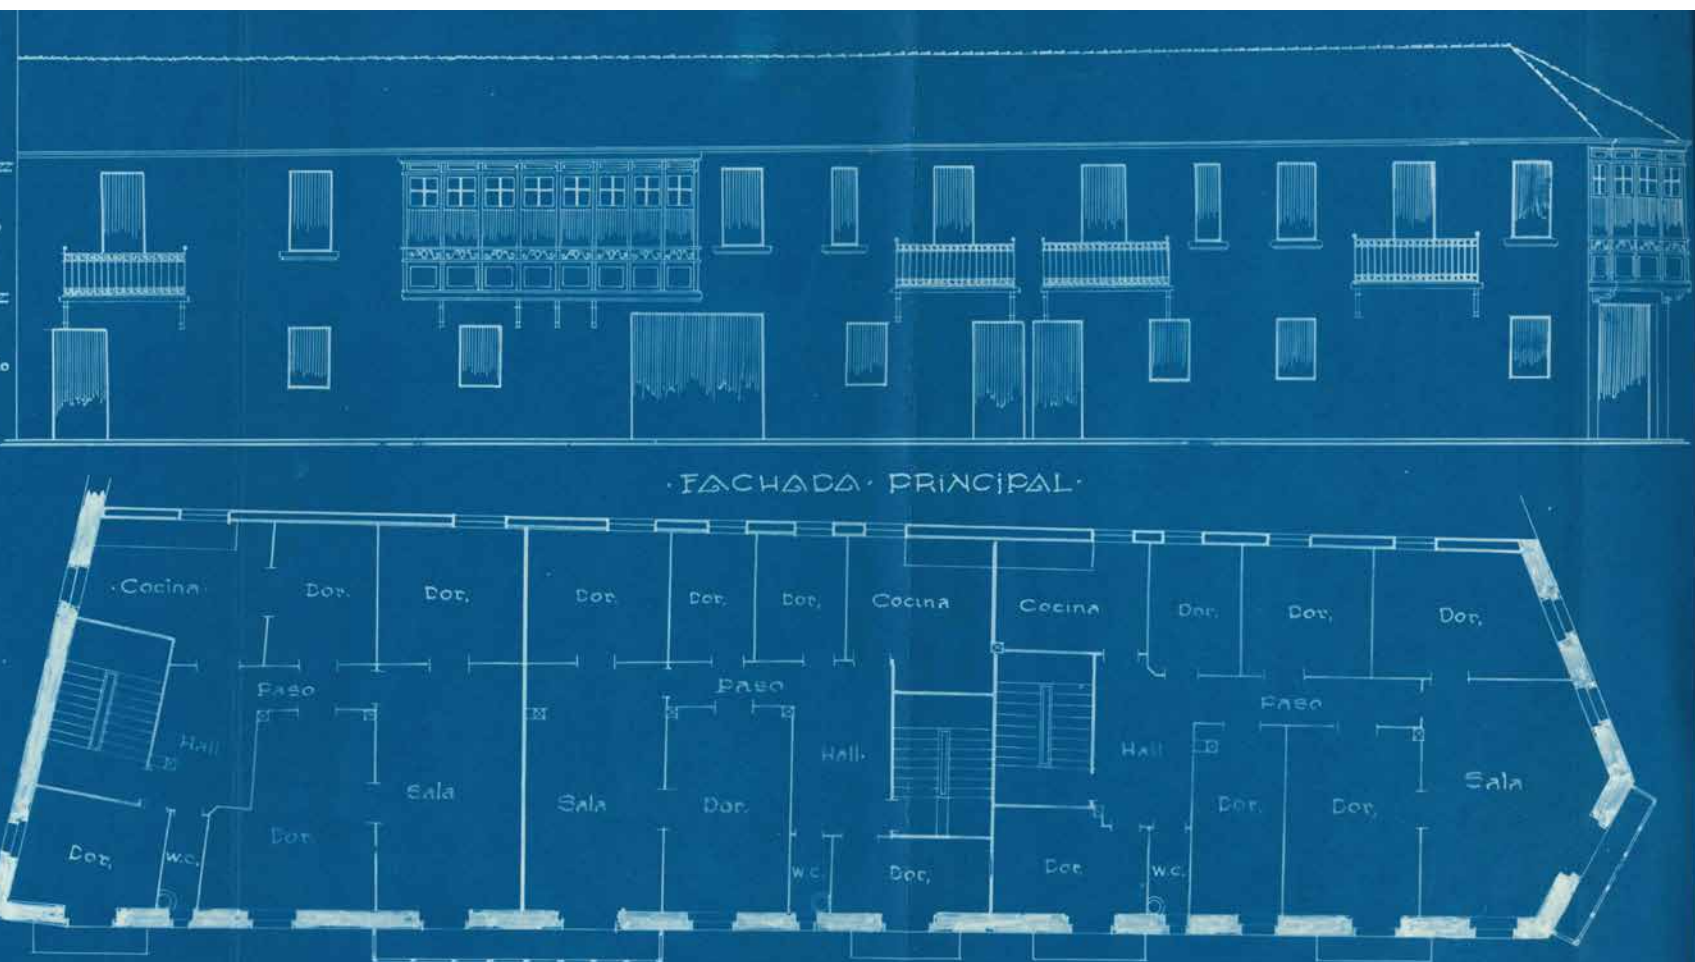 ·FACHADA·PRINCIPAL·
·Cocina·
Dor.
Dor,
Dor.
Dor,
Dor,
Cocina
Cocina
Dor.
Dor,
Dor,
Paso
Paso
Paso
Hall
Hall·
Hall
Sala
Sala
Dor.
Dor.
Dor,
Sala
Dor,
W.C.
Dor.
W.C.
Dor,
Dor.
W.C.